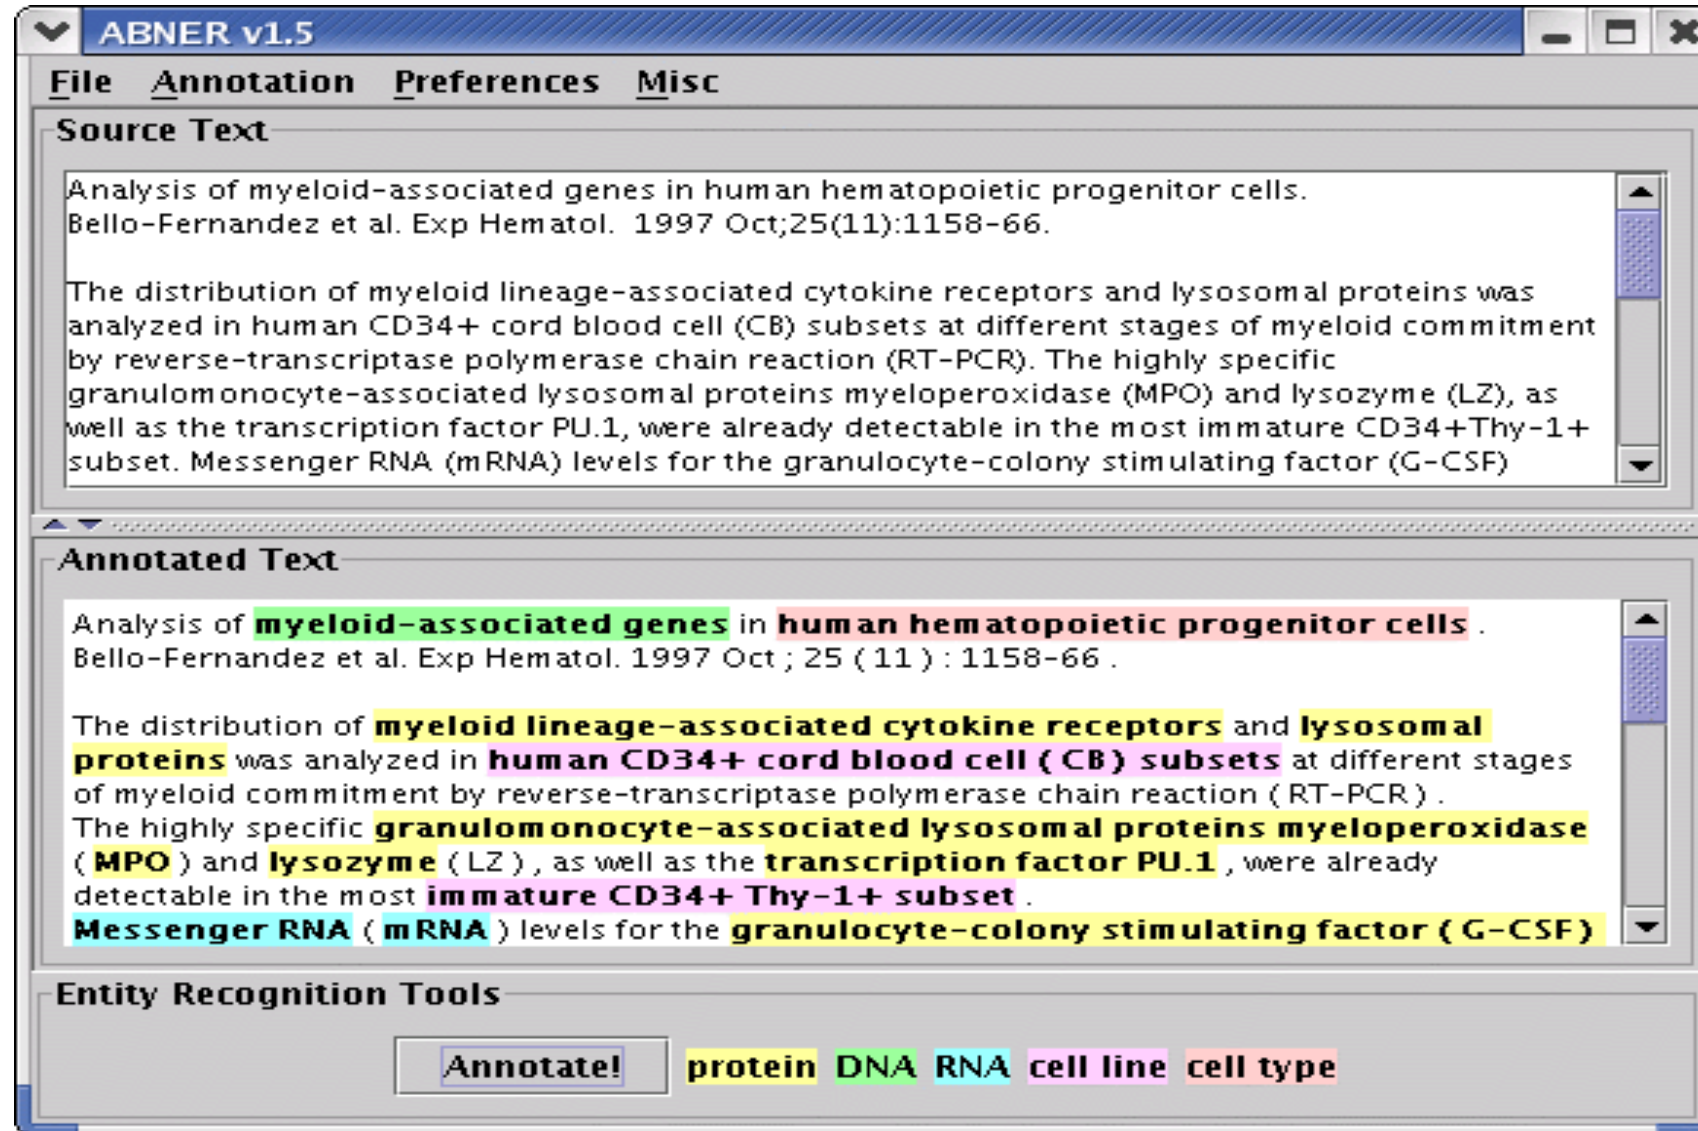 ABNER v1.5
File Annotation Preferences Misc
Source Text
Analysis of myeloid-associated genes in human hematopoietic progenitor cells.
Bello-Fernandez et al. Exp Hematol.  1997 Oct;25(11):1158-66.
The distribution of myeloid lineage-associated cytokine receptors and lysosomal proteins was
analyzed in human CD34+ cord blood cell (CB) subsets at different stages of myeloid commitment
by reverse-transcriptase polymerase chain reaction (RT-PCR). The highly specific
granulomonocyte-associated lysosomal proteins myeloperoxidase (MPO) and lysozyme (LZ), as
well as the transcription factor PU.1, were already detectable in the most immature CD34+Thy-1+
subset. Messenger RNA (mRNA) levels for the granulocyte-colony stimulating factor (G-CSF)
Annotated Text
Analysis of myeloid-associated genes in human hematopoietic progenitor cells .
Bello-Fernandez et al. Exp Hematol. 1997 Oct ; 25 ( 11 ) : 1158-66 .
The distribution of myeloid lineage-associated cytokine receptors and lysosomal
proteins was analyzed in human CD34+ cord blood cell ( CB ) subsets at different stages
of myeloid commitment by reverse-transcriptase polymerase chain reaction ( RT-PCR ) .
The highly specific granulomonocyte-associated lysosomal proteins myeloperoxidase
( MPO ) and lysozyme ( LZ ) , as well as the transcription factor PU.1 , were already
detectable in the most immature CD34+ Thy-1+ subset .
Messenger RNA ( mRNA ) levels for the granulocyte-colony stimulating factor ( G-CSF )
Entity Recognition Tools
Annotate! protein DNA RNA cell line cell type